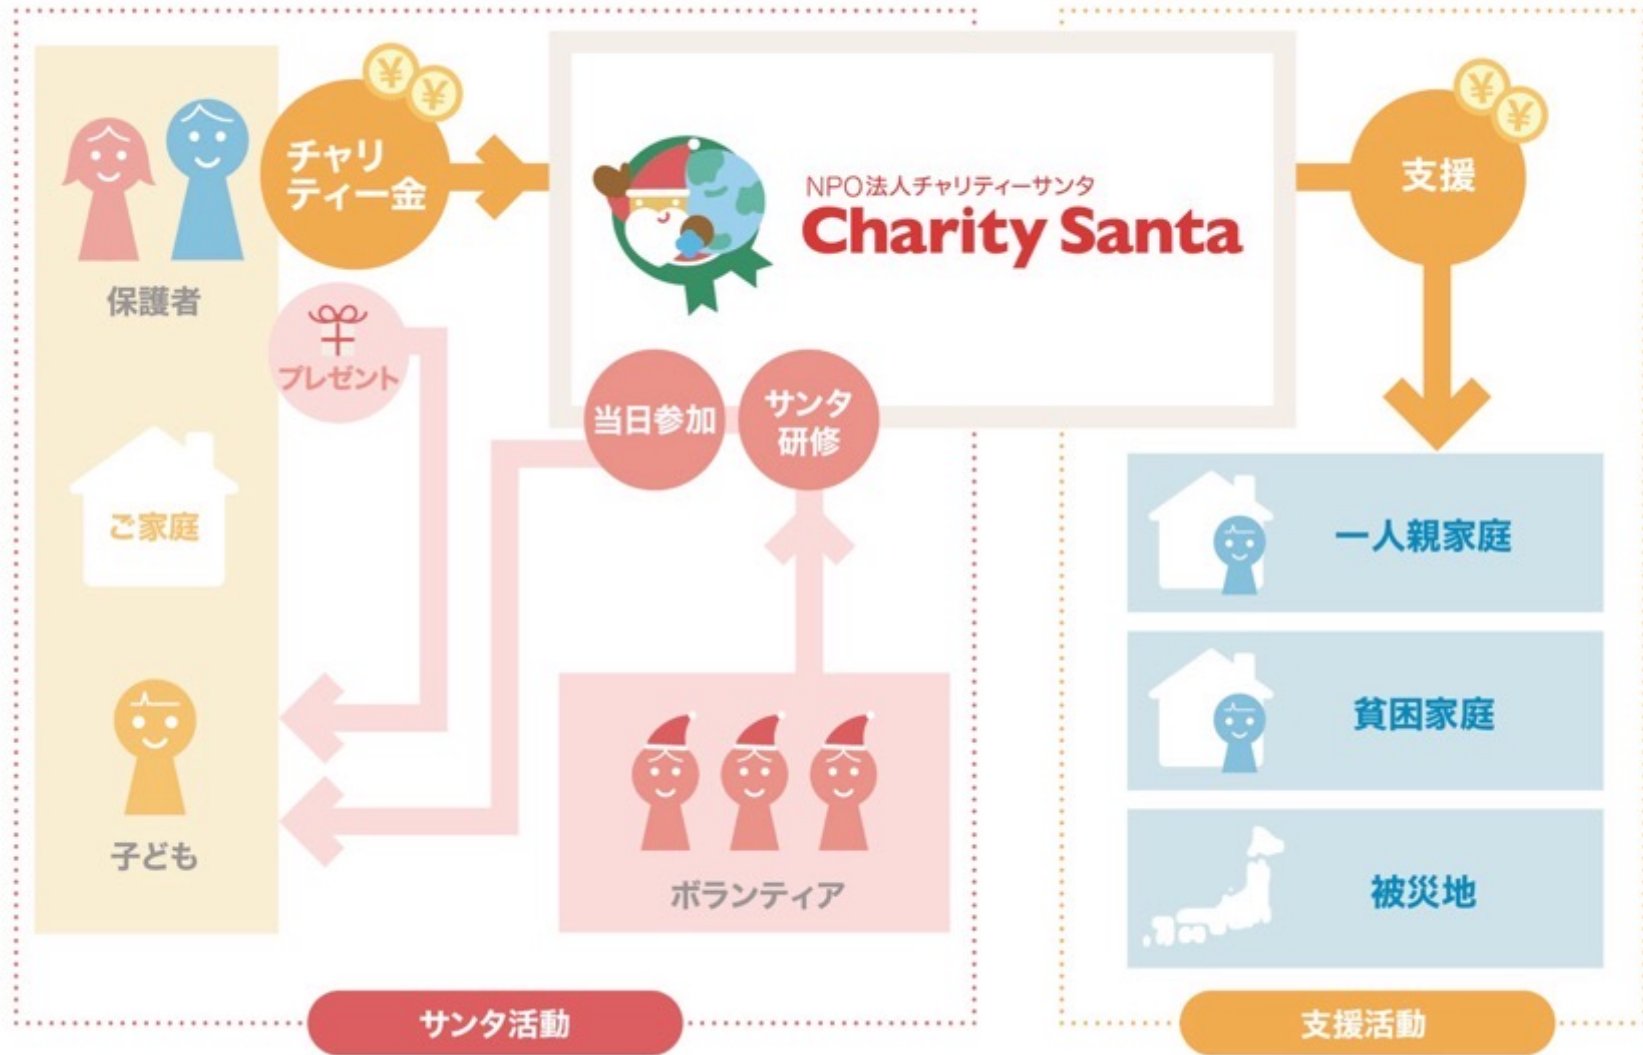 チャリ
ティー金
保護者
プレゼント
ご家庭
子ども
NPO法人チャリティーサンタ
Charity Santa
当日参加
サンタ
研修
ボランティア
サンタ活動
¥
¥
¥
¥
支援
一人親家庭
貧困家庭
被災地
支援活動